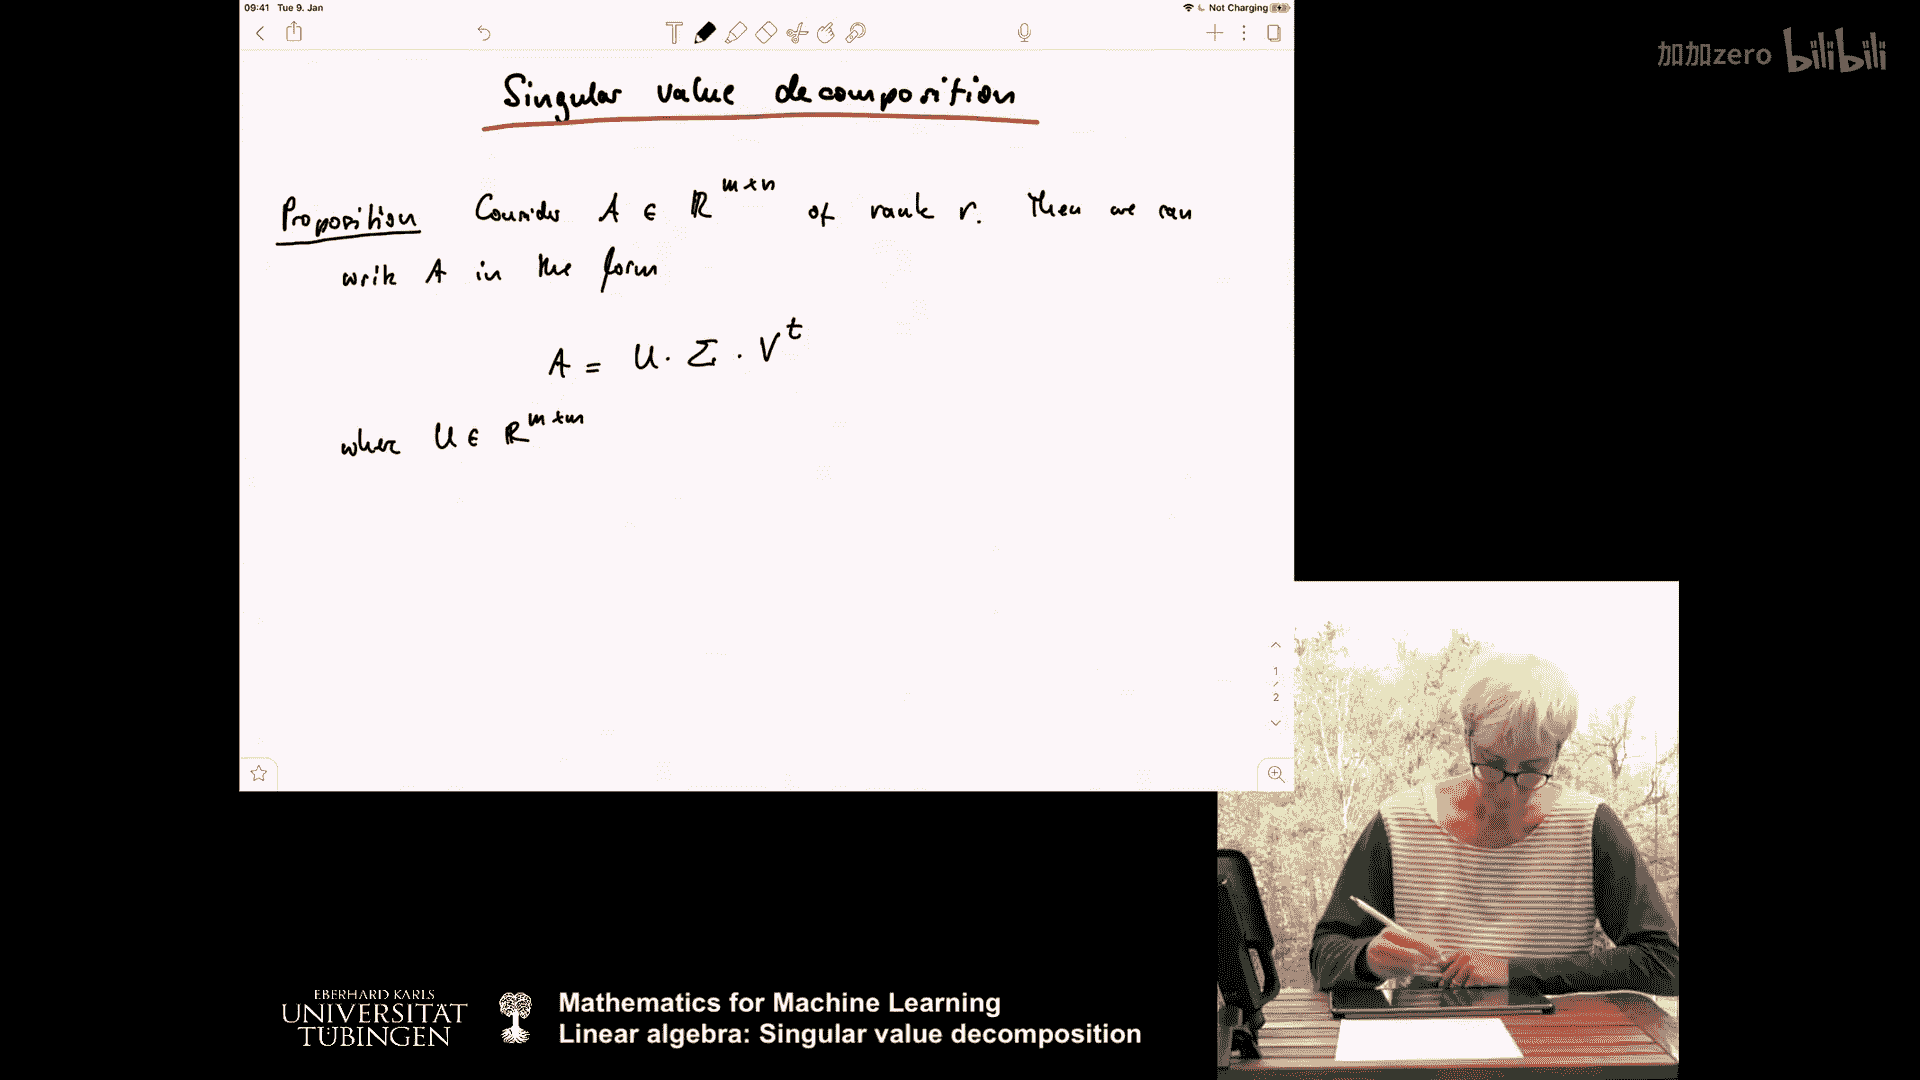 09:41 Tue 9. Jan
Not Charging
加加zero bilibili
Singular value decomposition
Proposition Consider A ∈ ℝ^{m×n} of rank r. Then we can
write A in the form
A = U · Σ · V^t
where U ∈ ℝ^{m×m}
1
/
2
EBERHARD KARLS
UNIVERSITÄT
TÜBINGEN
Mathematics for Machine Learning
Linear algebra: Singular value decomposition